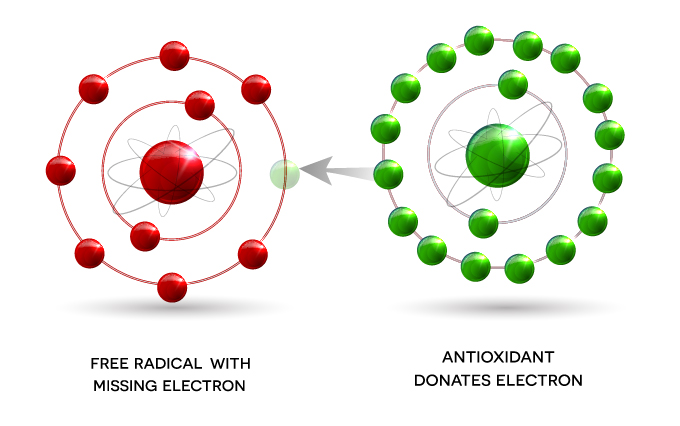 FREE RADICAL WITH
MISSING ELECTRON
ANTIOXIDANT
DONATES ELECTRON